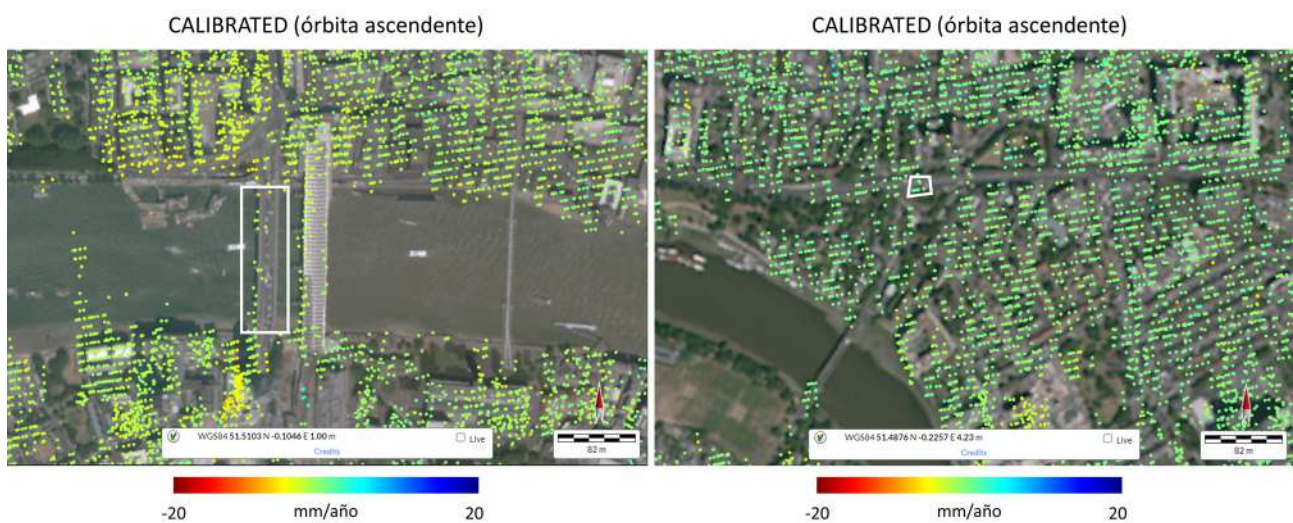 CALIBRATED (órbita ascendente)
WGS84 51.5103 N -0.1046 E 1.00 m
Live
Credits
82 m
-20
mm/año
20
CALIBRATED (órbita ascendente)
WGS84 51.4876 N -0.2257 E 4.23 m
Live
Credits
82 m
-20
mm/año
20